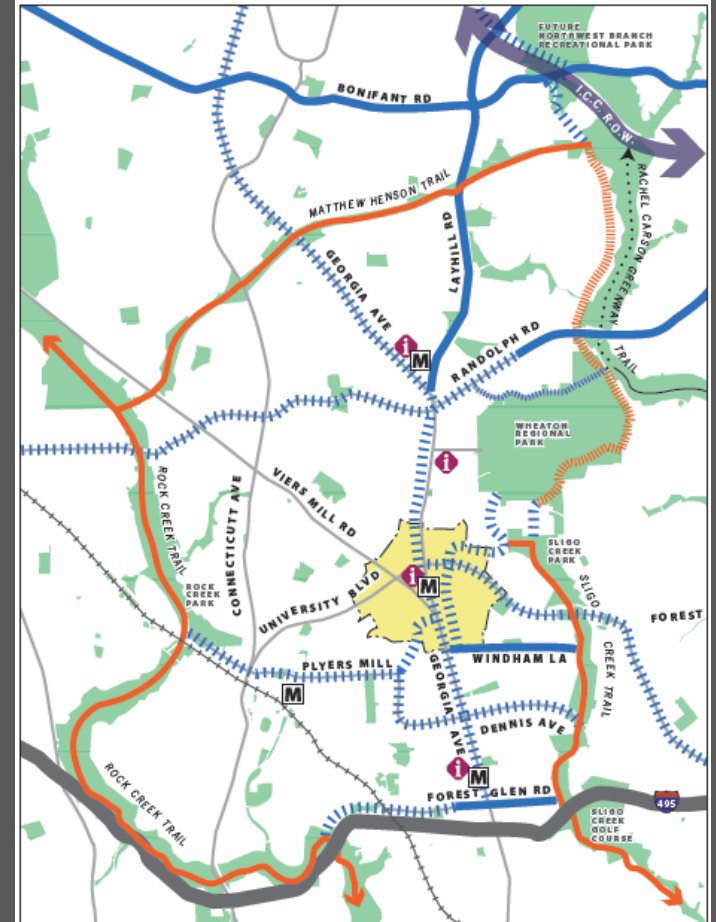 FUTURE
NORTHWEST BRANCH
RECREATIONAL PARK
BONIFANT RD
I.C.C. R.O.W.
MATTHEW HENSON TRAIL
RACHEL CARSON GREENWAY
TRAIL
LAYHILL RD
GEORGIA AVE
i
M
RANDOLPH RD
WHEATON
REGIONAL
PARK
i
ROCK CREEK TRAIL
CONNECTICUTT AVE
VIERS MILL RD
SLIGO
CREEK
PARK
i
M
UNIVERSITY BLVD
ROCK
CREEK
PARK
SLIGO
CREEK TRAIL
FOREST
PLYERS MILL
WINDHAM LA
M
GEORGIA
AVE
DENNIS AVE
i
M
ROCK CREEK TRAIL
FOREST GLEN RD
495
SLIGO
CREEK
GOLF
COURSE